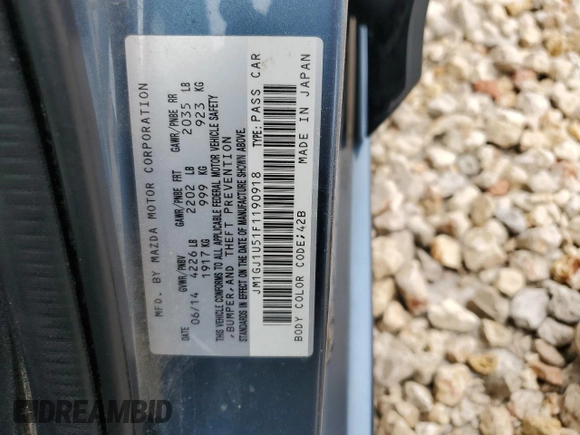 MFG. BY MAZDA MOTOR CORPORATION
DATE GVWR/PNBV GAWR/PNBE FRT GAWR/PNBE RR
06/14 4226 LB 2202 LB 2035 LB
1917 KG 999 KG 923 KG
THIS VEHICLE CONFORMS TO ALL APPLICABLE FEDERAL MOTOR VEHICLE SAFETY
, BUMPER, AND THEFT PREVENTION
STANDARDS IN EFFECT ON THE DATE OF MANUFACTURE SHOWN ABOVE.
JM1GJ1U51F1190918 TYPE: PASS CAR
BODY COLOR CODE; 42B MADE IN JAPAN
IDREAMBID